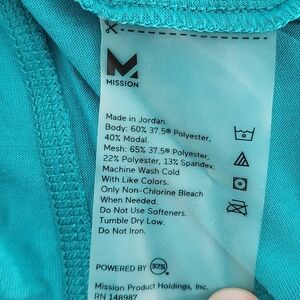 MISSION
Made in Jordan.
Body: 60% 37.5® Polyester,
40% Modal.
Mesh: 65% 37.5® Polyester,
22% Polyester, 13% Spandex
Machine Wash Cold
With Like Colors.
Only Non-Chlorine Bleach
When Needed.
Do Not Use Softeners.
Tumble Dry Low.
Do Not Iron.
POWERED BY 37.5
Mission Product Holdings, Inc.
RN 148987